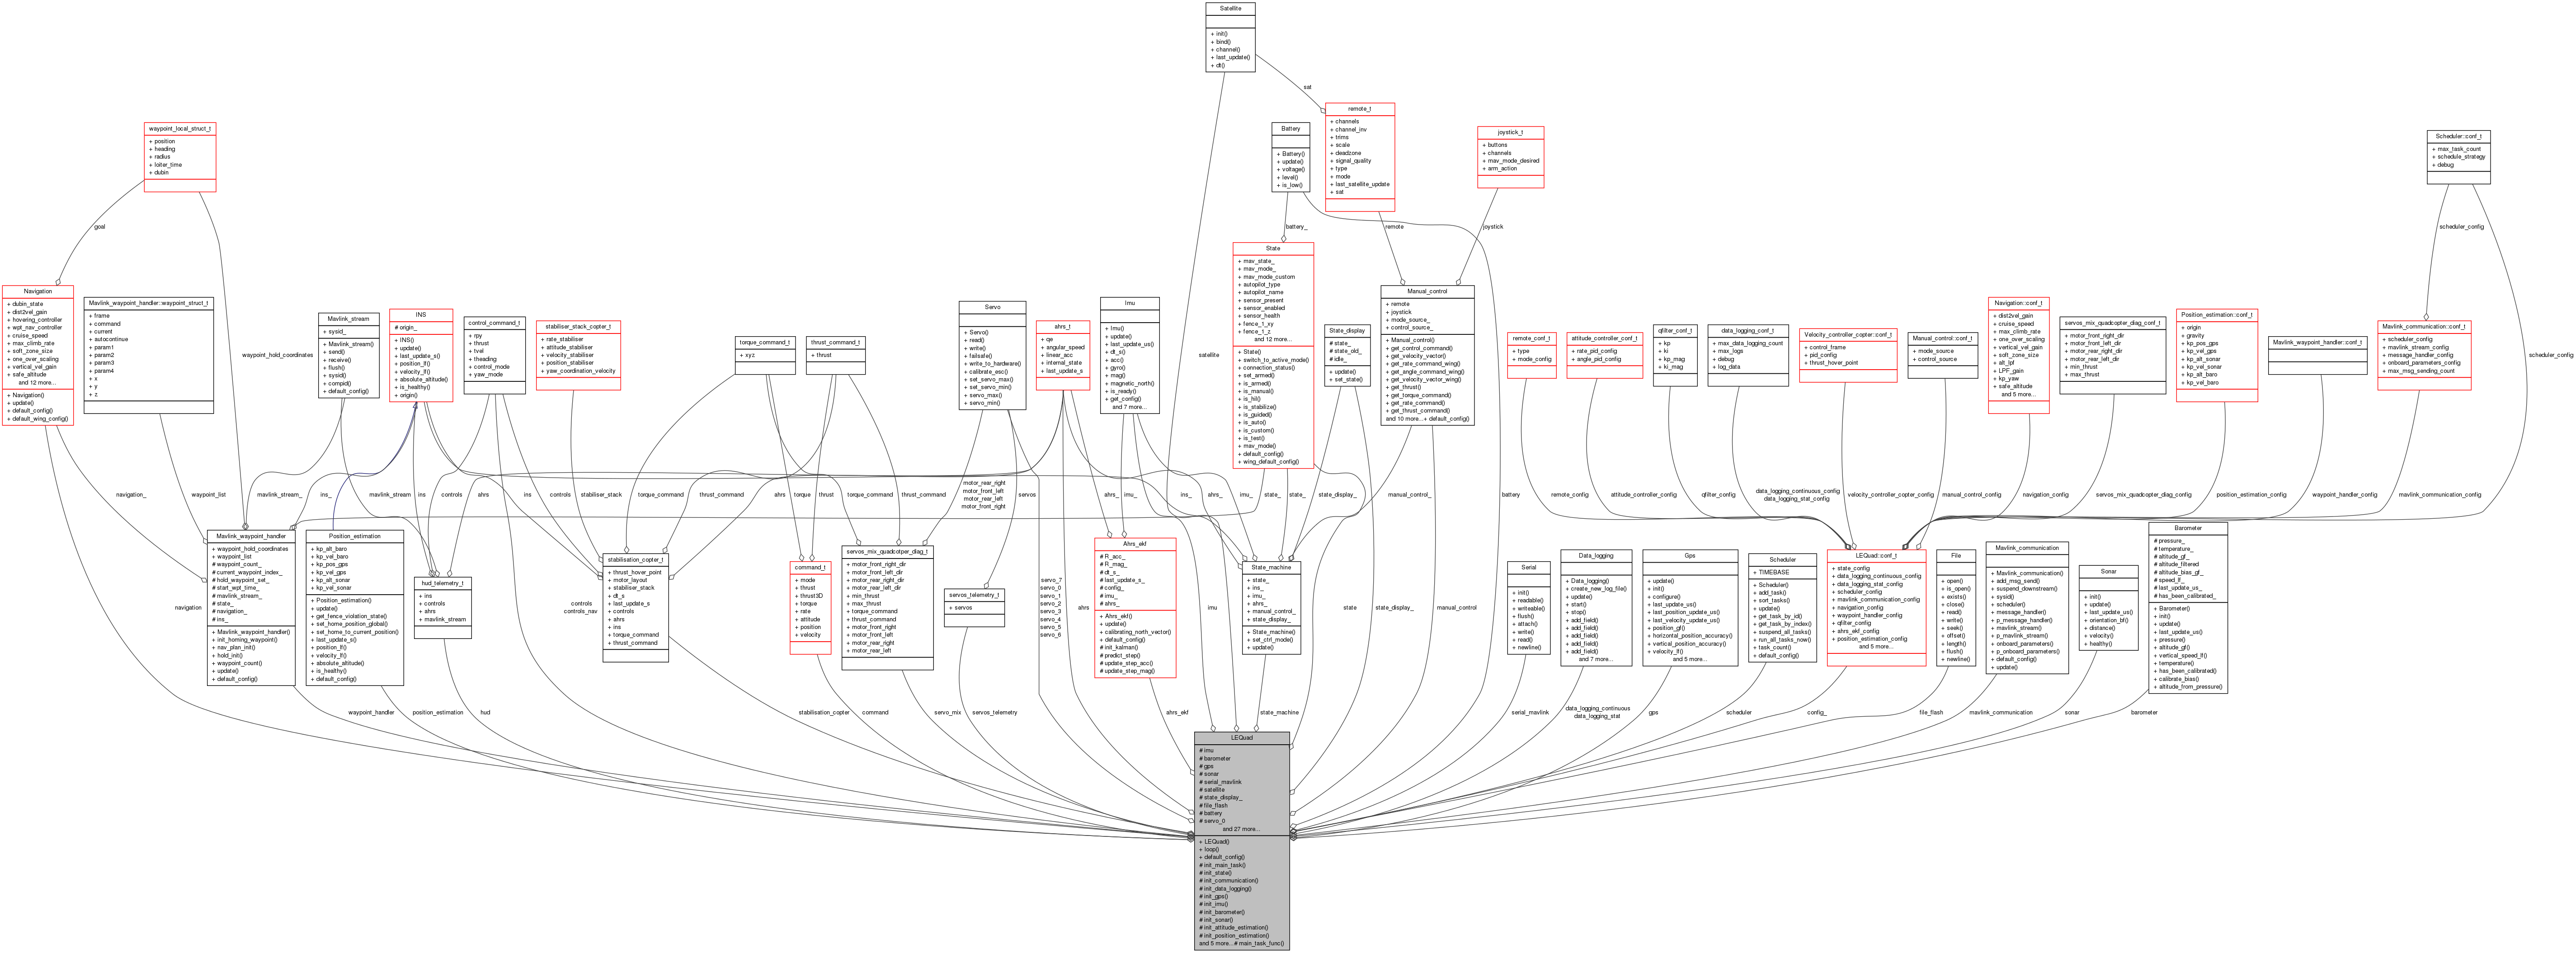 Satellite
+ init()
+ bind()
+ channel()
+ last_update()
+ dt()
sat
remote_t
+ channels
+ channel_inv
+ trims
+ scale
+ deadzone
+ signal_quality
+ type
+ mode
+ last_satellite_update
+ sat
waypoint_local_struct_t
+ position
+ heading
+ radius
+ loiter_time
+ dubin
Battery
+ Battery()
+ update()
+ voltage()
+ level()
+ is_low()
joystick_t
+ buttons
+ channels
+ mav_mode_desired
+ arm_action
Scheduler::conf_t
+ max_task_count
+ schedule_strategy
+ debug
goal
battery_
remote
joystick
scheduler_config
Navigation
+ dubin_state
+ dist2vel_gain
+ hovering_controller
+ wpt_nav_controller
+ cruise_speed
+ max_climb_rate
+ soft_zone_size
+ one_over_scaling
+ vertical_vel_gain
+ safe_altitude
and 12 more...
+ Navigation()
+ update()
+ default_config()
+ default_wing_config()
Mavlink_waypoint_handler::waypoint_struct_t
+ frame
+ command
+ current
+ autocontinue
+ param1
+ param2
+ param3
+ param4
+ x
+ y
+ z
waypoint_hold_coordinates
Mavlink_stream
+ sysid_
+ Mavlink_stream()
+ send()
+ receive()
+ flush()
+ sysid()
+ compid()
+ default_config()
INS
# origin_
+ INS()
+ update()
+ last_update_s()
+ position_lf()
+ velocity_lf()
+ absolute_altitude()
+ is_healthy()
+ origin()
control_command_t
+ rpy
+ thrust
+ tvel
+ theading
+ control_mode
+ yaw_mode
stabiliser_stack_copter_t
+ rate_stabiliser
+ attitude_stabiliser
+ velocity_stabiliser
+ position_stabiliser
+ yaw_coordination_velocity
torque_command_t
+ xyz
thrust_command_t
+ thrust
Servo
+ Servo()
+ read()
+ write()
+ failsafe()
+ write_to_hardware()
+ calibrate_esc()
+ set_servo_max()
+ set_servo_min()
+ servo_max()
+ servo_min()
ahrs_t
+ qe
+ angular_speed
+ linear_acc
+ internal_state
+ last_update_s
Imu
+ Imu()
+ update()
+ last_update_us()
+ dt_s()
+ acc()
+ gyro()
+ mag()
+ magnetic_north()
+ is_ready()
+ get_config()
and 7 more...
satellite
State
+ mav_state_
+ mav_mode_
+ mav_mode_custom
+ autopilot_type
+ autopilot_name
+ sensor_present
+ sensor_enabled
+ sensor_health
+ fence_1_xy
+ fence_1_z
and 12 more...
+ State()
+ switch_to_active_mode()
+ connection_status()
+ set_armed()
+ is_armed()
+ is_manual()
+ is_hil()
+ is_stabilize()
+ is_guided()
+ is_auto()
+ is_custom()
+ is_test()
+ mav_mode()
+ default_config()
+ wing_default_config()
State_display
# state_
# state_old_
# idle_
+ update()
+ set_state()
Manual_control
+ remote
+ joystick
+ mode_source_
+ control_source_
+ Manual_control()
+ get_control_command()
+ get_velocity_vector()
+ get_rate_command_wing()
+ get_angle_command_wing()
+ get_velocity_vector_wing()
+ get_thrust()
+ get_torque_command()
+ get_rate_command()
+ get_thrust_command()
and 10 more...+ default_config()
remote_conf_t
+ type
+ mode_config
attitude_controller_conf_t
+ rate_pid_config
+ angle_pid_config
qfilter_conf_t
+ kp
+ ki
+ kp_mag
+ ki_mag
data_logging_conf_t
+ max_data_logging_count
+ max_logs
+ debug
+ log_data
Velocity_controller_copter::conf_t
+ control_frame
+ pid_config
+ thrust_hover_point
Manual_control::conf_t
+ mode_source
+ control_source
Navigation::conf_t
+ dist2vel_gain
+ cruise_speed
+ max_climb_rate
+ one_over_scaling
+ vertical_vel_gain
+ soft_zone_size
+ alt_lpf
+ LPF_gain
+ kp_yaw
+ safe_altitude
and 5 more...
servos_mix_quadcopter_diag_conf_t
+ motor_front_right_dir
+ motor_front_left_dir
+ motor_rear_right_dir
+ motor_rear_left_dir
+ min_thrust
+ max_thrust
Position_estimation::conf_t
+ origin
+ gravity
+ kp_pos_gps
+ kp_vel_gps
+ kp_alt_sonar
+ kp_vel_sonar
+ kp_alt_baro
+ kp_vel_baro
Mavlink_waypoint_handler::conf_t
Mavlink_communication::conf_t
+ scheduler_config
+ mavlink_stream_config
+ message_handler_config
+ onboard_parameters_config
+ max_msg_sending_count
scheduler_config
navigation_
waypoint_list
mavlink_stream_
ins_
mavlink_stream
ins
controls
ahrs
ins
controls
stabiliser_stack
torque_command
thrust_command
ahrs
torque
thrust
torque_command
thrust_command
motor_rear_right
motor_front_left
motor_rear_left
motor_front_right
servos
ahrs_
imu_
ins_
ahrs_
imu_
state_
state_
state_display_
manual_control_
battery
remote_config
attitude_controller_config
qfilter_config
data_logging_continuous_config
data_logging_stat_config
velocity_controller_copter_config
manual_control_config
navigation_config
servos_mix_quadcopter_diag_config
position_estimation_config
waypoint_handler_config
mavlink_communication_config
Mavlink_waypoint_handler
+ waypoint_hold_coordinates
+ waypoint_list
# waypoint_count_
# current_waypoint_index_
# hold_waypoint_set_
# start_wpt_time_
# mavlink_stream_
# state_
# navigation_
# ins_
+ Mavlink_waypoint_handler()
+ init_homing_waypoint()
+ nav_plan_init()
+ hold_init()
+ waypoint_count()
+ update()
+ default_config()
Position_estimation
+ kp_alt_baro
+ kp_vel_baro
+ kp_pos_gps
+ kp_vel_gps
+ kp_alt_sonar
+ kp_vel_sonar
+ Position_estimation()
+ update()
+ get_fence_violation_state()
+ set_home_position_global()
+ set_home_to_current_position()
+ last_update_s()
+ position_lf()
+ velocity_lf()
+ absolute_altitude()
+ is_healthy()
+ default_config()
hud_telemetry_t
+ ins
+ controls
+ ahrs
+ mavlink_stream
stabilisation_copter_t
+ thrust_hover_point
+ motor_layout
+ stabiliser_stack
+ dt_s
+ last_update_s
+ controls
+ ahrs
+ ins
+ torque_command
+ thrust_command
command_t
+ mode
+ thrust
+ thrust3D
+ torque
+ rate
+ attitude
+ position
+ velocity
servos_mix_quadcotper_diag_t
+ motor_front_right_dir
+ motor_front_left_dir
+ motor_rear_right_dir
+ motor_rear_left_dir
+ min_thrust
+ max_thrust
+ torque_command
+ thrust_command
+ motor_front_right
+ motor_front_left
+ motor_rear_right
+ motor_rear_left
servos_telemetry_t
+ servos
Ahrs_ekf
# R_acc_
# R_mag_
# dt_s_
# last_update_s_
# config_
# imu_
# ahrs_
+ Ahrs_ekf()
+ update()
+ calibrating_north_vector()
+ default_config()
# init_kalman()
# predict_step()
# update_step_acc()
# update_step_mag()
State_machine
+ state_
+ ins_
+ imu_
+ ahrs_
+ manual_control_
+ state_display_
+ State_machine()
+ set_ctrl_mode()
+ update()
Serial
+ init()
+ readable()
+ writeable()
+ flush()
+ attach()
+ write()
+ read()
+ newline()
Data_logging
+ Data_logging()
+ create_new_log_file()
+ update()
+ start()
+ stop()
+ add_field()
+ add_field()
+ add_field()
+ add_field()
+ add_field()
and 7 more...
Gps
+ update()
+ init()
+ configure()
+ last_update_us()
+ last_position_update_us()
+ last_velocity_update_us()
+ position_gf()
+ horizontal_position_accuracy()
+ vertical_position_accuracy()
+ velocity_lf()
and 5 more...
Scheduler
+ TIMEBASE
+ Scheduler()
+ add_task()
+ sort_tasks()
+ update()
+ get_task_by_id()
+ get_task_by_index()
+ suspend_all_tasks()
+ run_all_tasks_now()
+ task_count()
+ default_config()
LEQuad::conf_t
+ state_config
+ data_logging_continuous_config
+ data_logging_stat_config
+ scheduler_config
+ mavlink_communication_config
+ navigation_config
+ waypoint_handler_config
+ qfilter_config
+ ahrs_ekf_config
+ position_estimation_config
and 5 more...
File
+ open()
+ is_open()
+ exists()
+ close()
+ read()
+ write()
+ seek()
+ offset()
+ length()
+ flush()
+ newline()
Mavlink_communication
+ Mavlink_communication()
+ add_msg_send()
+ suspend_downstream()
+ sysid()
+ scheduler()
+ message_handler()
+ p_message_handler()
+ mavlink_stream()
+ p_mavlink_stream()
+ onboard_parameters()
+ p_onboard_parameters()
+ default_config()
+ update()
Sonar
+ init()
+ update()
+ last_update_us()
+ orientation_bf()
+ distance()
+ velocity()
+ healthy()
Barometer
# pressure_
# temperature_
# altitude_gf_
# altitude_filtered
# altitude_bias_gf_
# speed_lf_
# last_update_us_
# has_been_calibrated_
+ Barometer()
+ init()
+ update()
+ last_update_us()
+ pressure()
+ altitude_gf()
+ vertical_speed_lf()
+ temperature()
+ has_been_calibrated()
+ calibrate_bias()
+ altitude_from_pressure()
navigation
waypoint_handler
position_estimation
hud
controls
controls_nav
stabilisation_copter
command
servo_mix
servos_telemetry
servo_7
servo_0
servo_1
servo_2
servo_3
servo_4
servo_5
servo_6
ahrs
ahrs_ekf
imu
state_machine
state
state_display_
manual_control
serial_mavlink
data_logging_continuous
data_logging_stat
gps
scheduler
config_
file_flash
mavlink_communication
sonar
barometer
LEQuad
# imu
# barometer
# gps
# sonar
# serial_mavlink
# satellite
# state_display_
# file_flash
# battery
# servo_0
and 27 more...
+ LEQuad()
+ loop()
+ default_config()
# init_main_task()
# init_state()
# init_communication()
# init_data_logging()
# init_gps()
# init_imu()
# init_barometer()
# init_sonar()
# init_attitude_estimation()
# init_position_estimation()
and 5 more...# main_task_func()